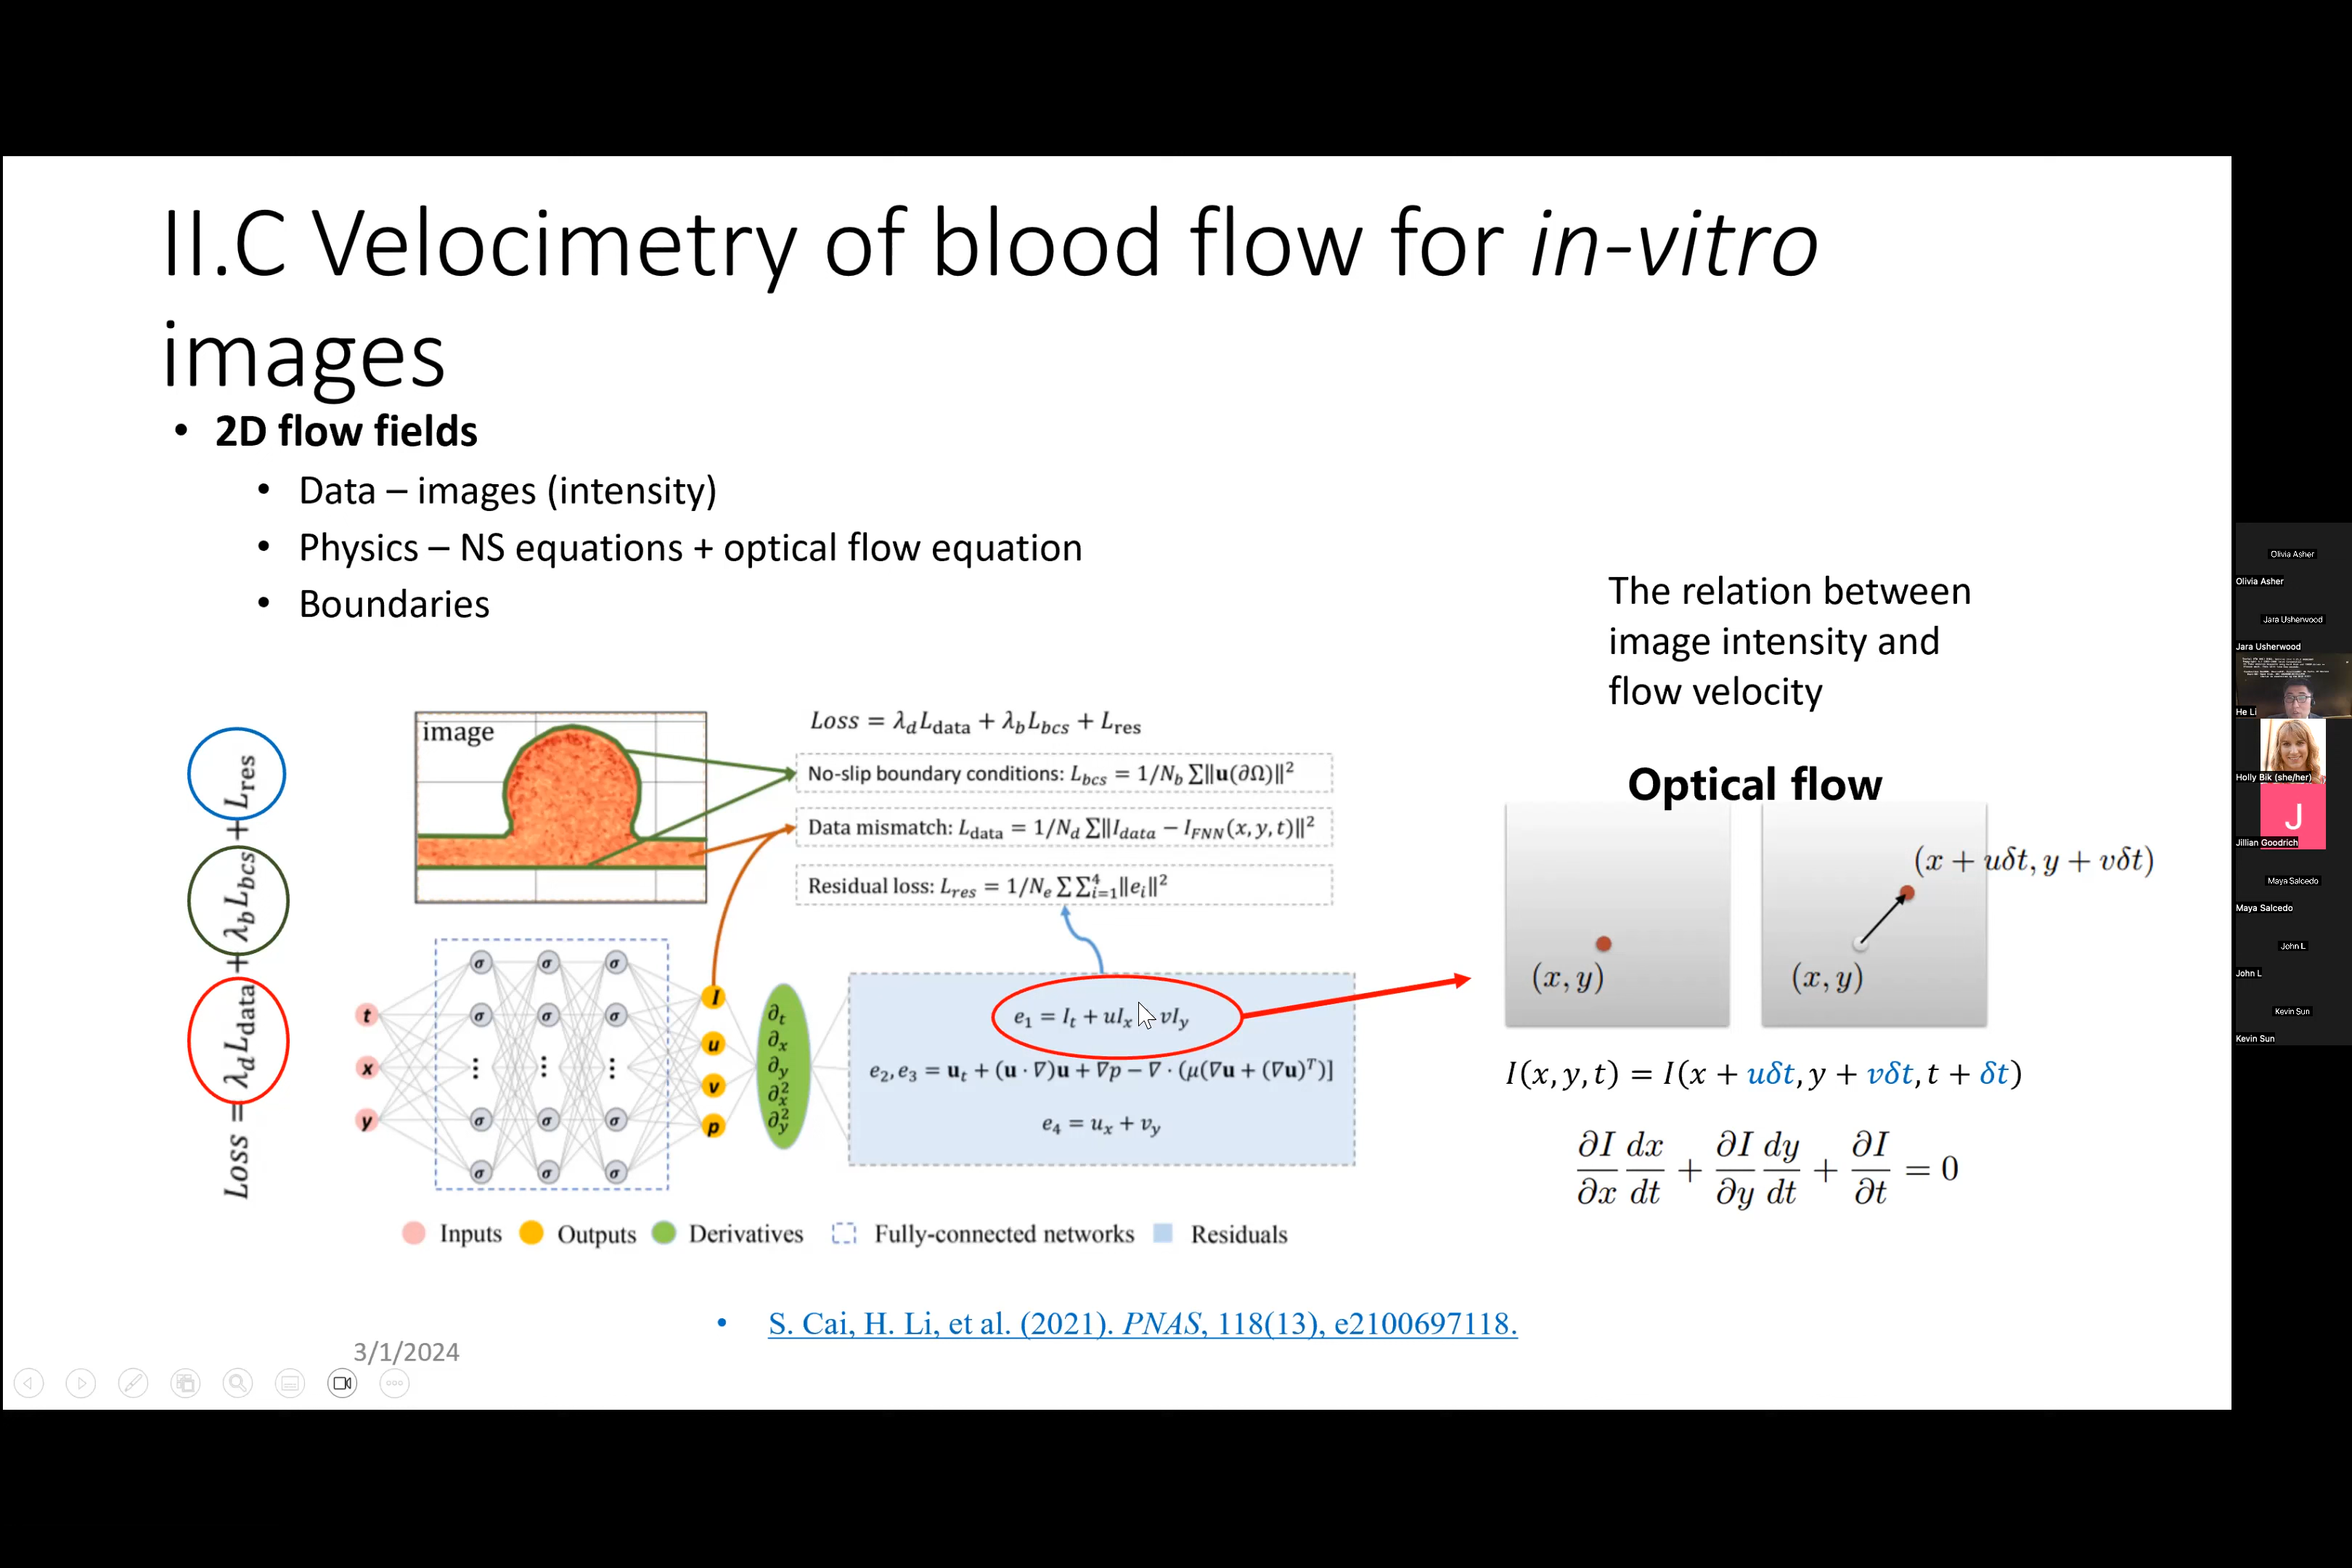 II.C Velocimetry of blood flow for in-vitro
images
• 2D flow fields
• Data – images (intensity)
• Physics – NS equations + optical flow equation
• Boundaries
The relation between
image intensity and
flow velocity
Loss = λ_d L_data + λ_b L_bcs + L_res
image
Loss = λ_d L_data + λ_b L_bcs + L_res
No-slip boundary conditions: L_bcs = 1/N_b Σ‖u(∂Ω)‖²
Data mismatch: L_data = 1/N_d Σ‖I_data − I_FNN(x, y, t)‖²
Residual loss: L_res = 1/N_e Σ Σ⁴_{i=1}‖e_i‖²
t
x
y
σ σ σ
σ σ σ
⋮ ⋮ ⋮
σ σ σ
σ σ σ
I
u
v
p
∂_t
∂_x
∂_y
∂²_x
∂²_y
e₁ = I_t + uI_x vI_y
e₂, e₃ = u_t + (u · ∇)u + ∇p − ∇ · (μ(∇u + (∇u)^T)]
e₄ = u_x + v_y
Inputs Outputs Derivatives Fully-connected networks Residuals
Optical flow
(x, y)
(x, y)
(x + uδt, y + vδt)
I(x, y, t) = I(x + uδt, y + vδt, t + δt)
∂I/∂x dx/dt + ∂I/∂y dy/dt + ∂I/∂t = 0
• S. Cai, H. Li, et al. (2021). PNAS, 118(13), e2100697118.
3/1/2024
Olivia Asher
Olivia Asher
Jara Usherwood
Jara Usherwood
He Li
Holly Bik (she/her)
J
Jillian Goodrich
Maya Salcedo
Maya Salcedo
John L
John L
Kevin Sun
Kevin Sun